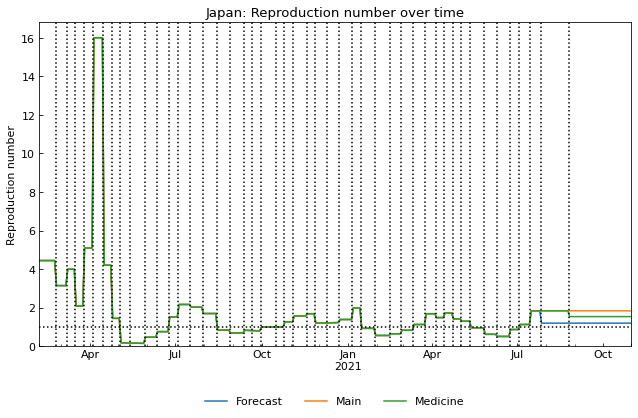 Japan: Reproduction number over time
Reproduction number
16
14
12
10
8
6
4
2
0
Apr Jul Oct Jan Apr Jul Oct
2021
Forecast Main Medicine